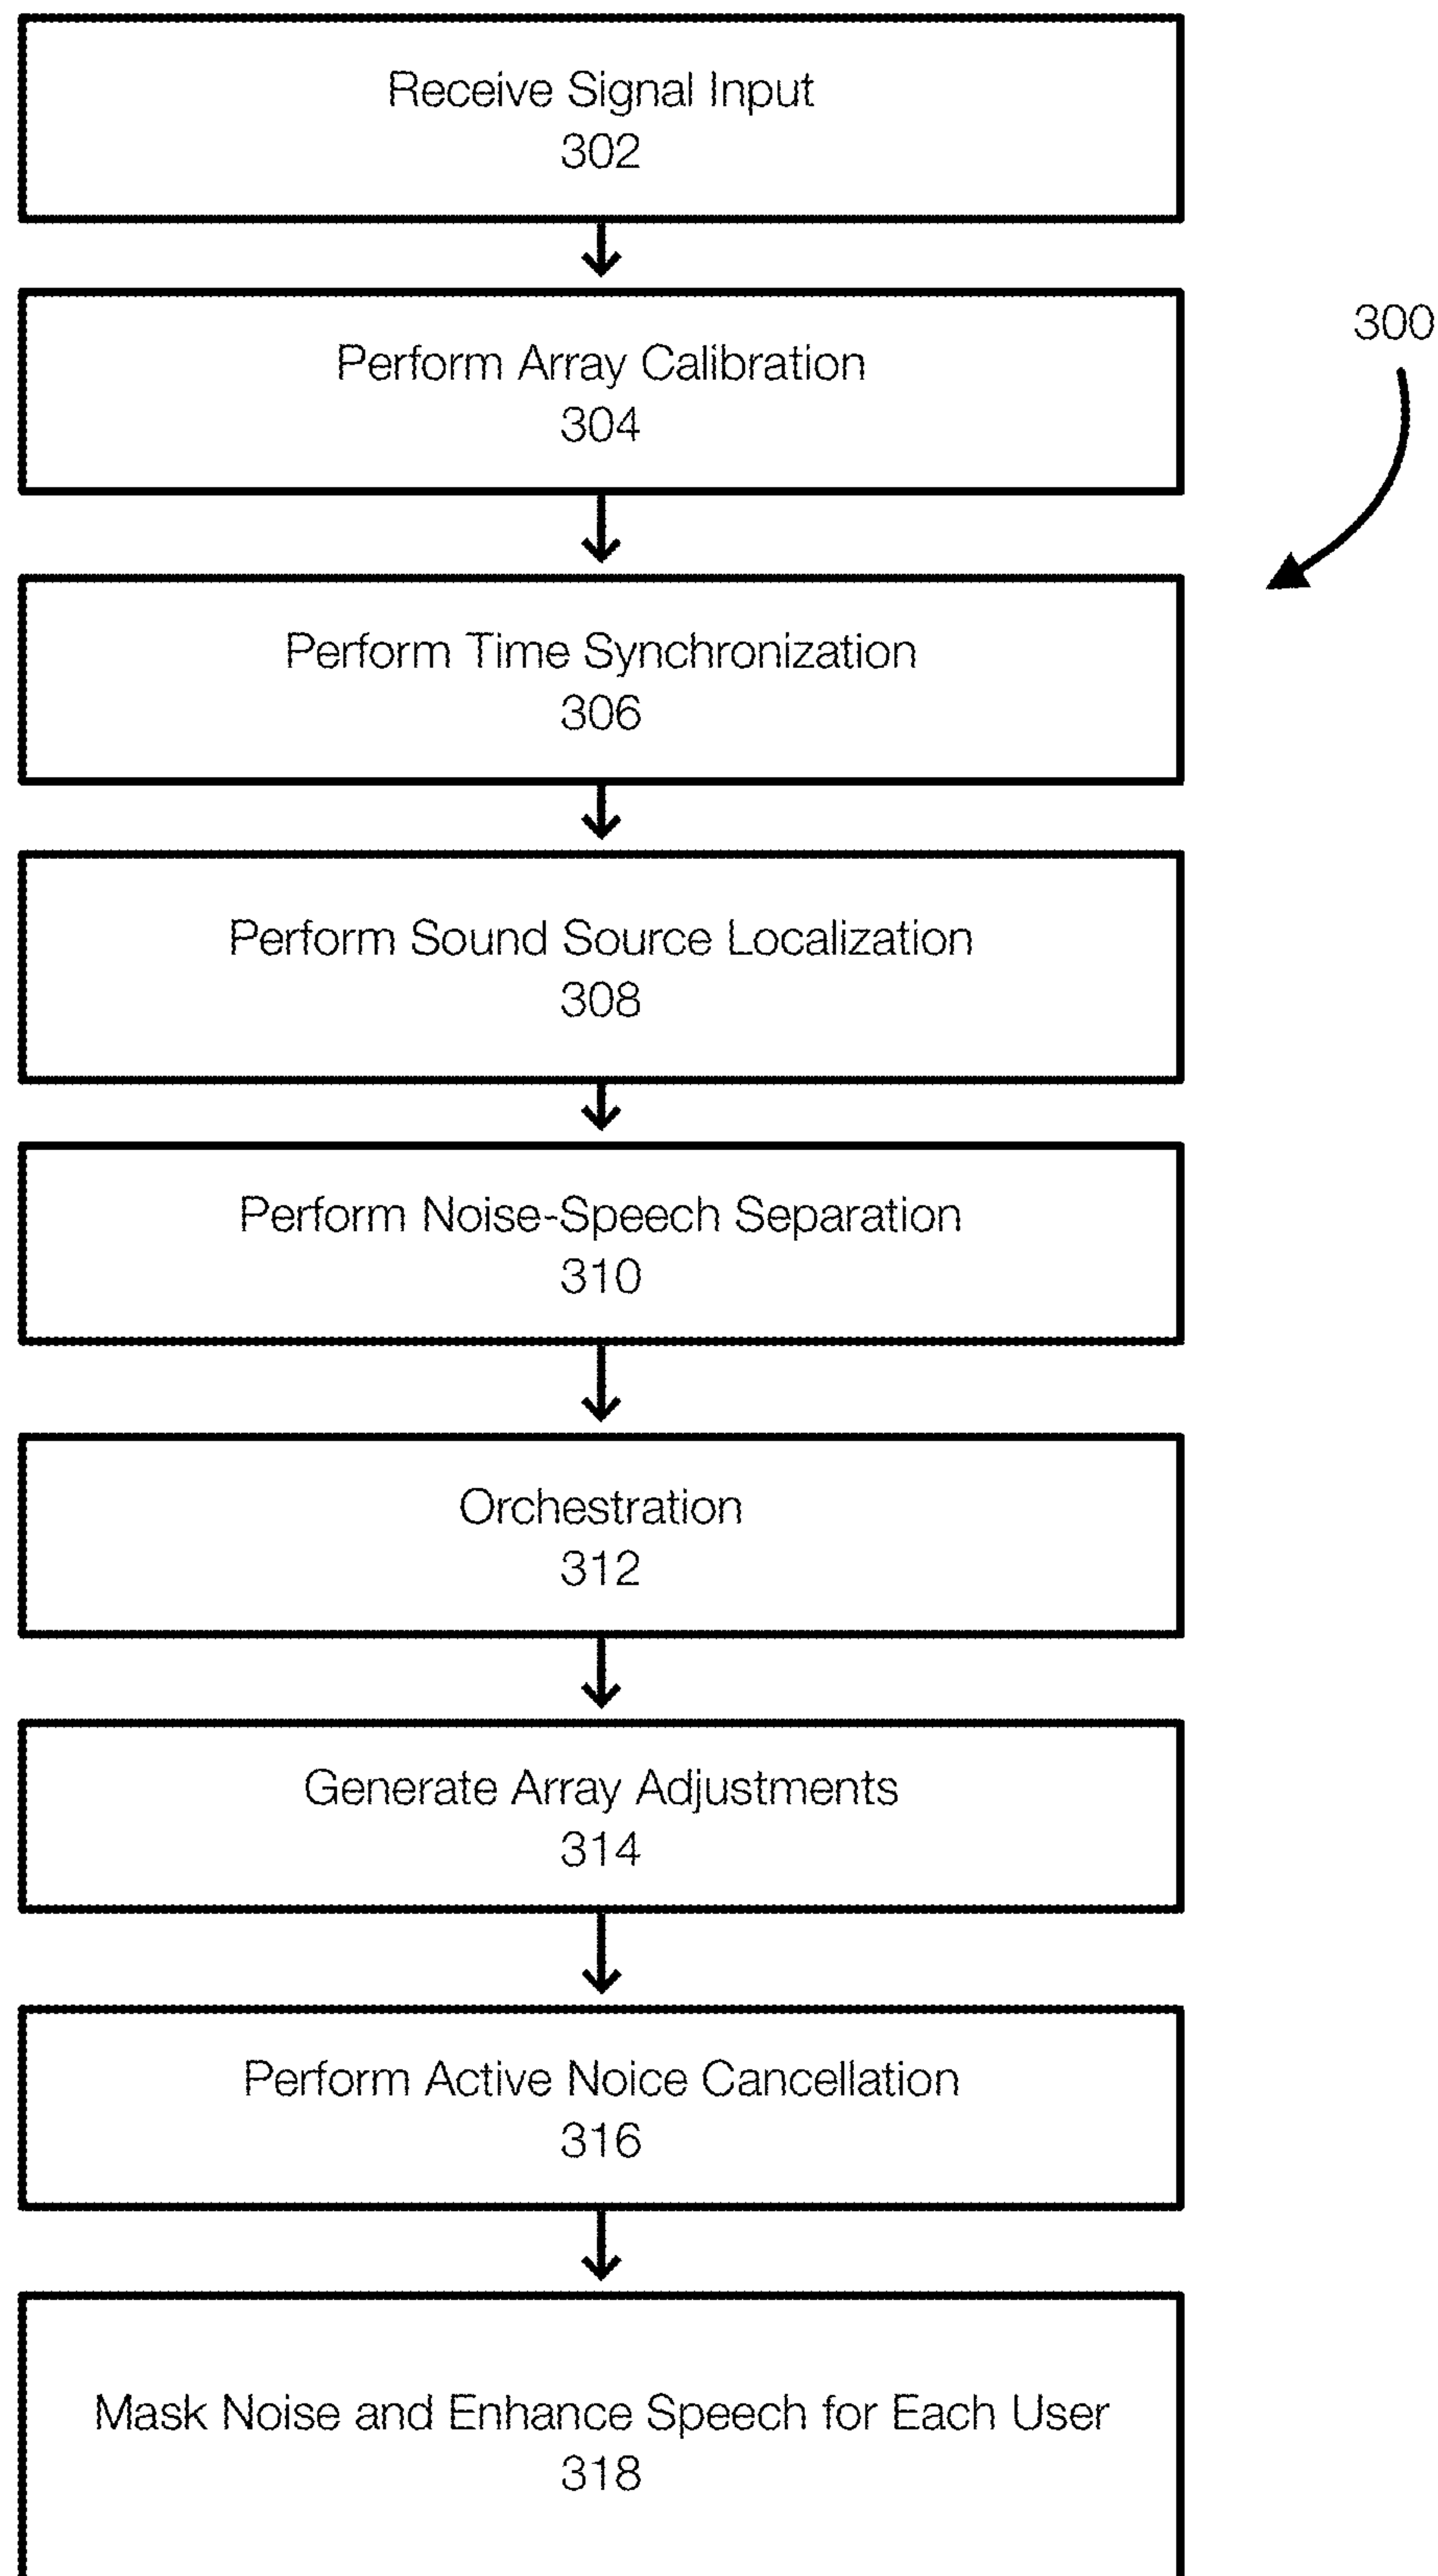 Receive Signal Input
302
Perform Array Calibration
304
300
Perform Time Synchronization
306
Perform Sound Source Localization
308
Perform Noise-Speech Separation
310
Orchestration
312
Generate Array Adjustments
314
Perform Active Noice Cancellation
316
Mask Noise and Enhance Speech for Each User
318